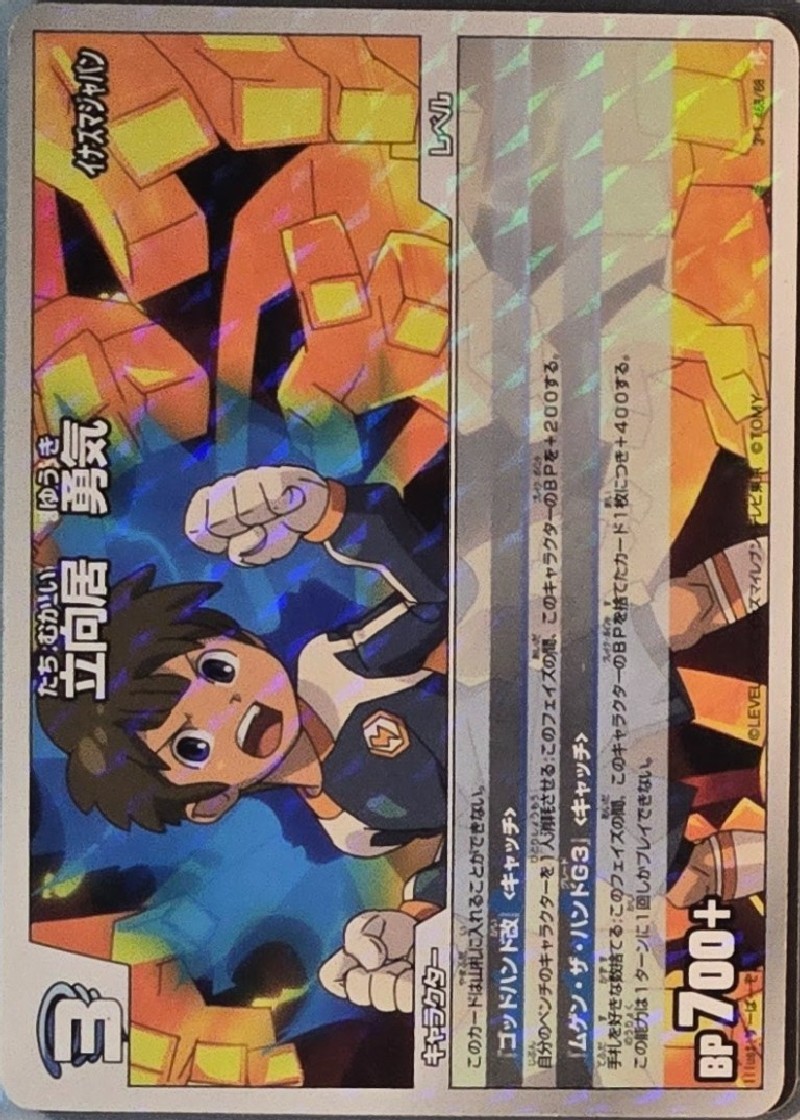 3
たちむかい ゆうき
立向居 勇気
イナズマジャパン
キャラクター
レベル
このカードは山札に入れることができない。
『ゴッドハンド改』〈キャッチ〉
自分のベンチのキャラクターを1人消耗させる:このフェイズの間、このキャラクターのBPを+200する。
『ムゲン・ザ・ハンドG3』〈キャッチ〉
手札を好きな数捨てる:このフェイズの間、このキャラクターのBPを捨てたカード1枚につき+400する。
この能力は1ターンに1回しかプレイできない。
BP 700+
©LEVEL テレビ東京 ©TOMY